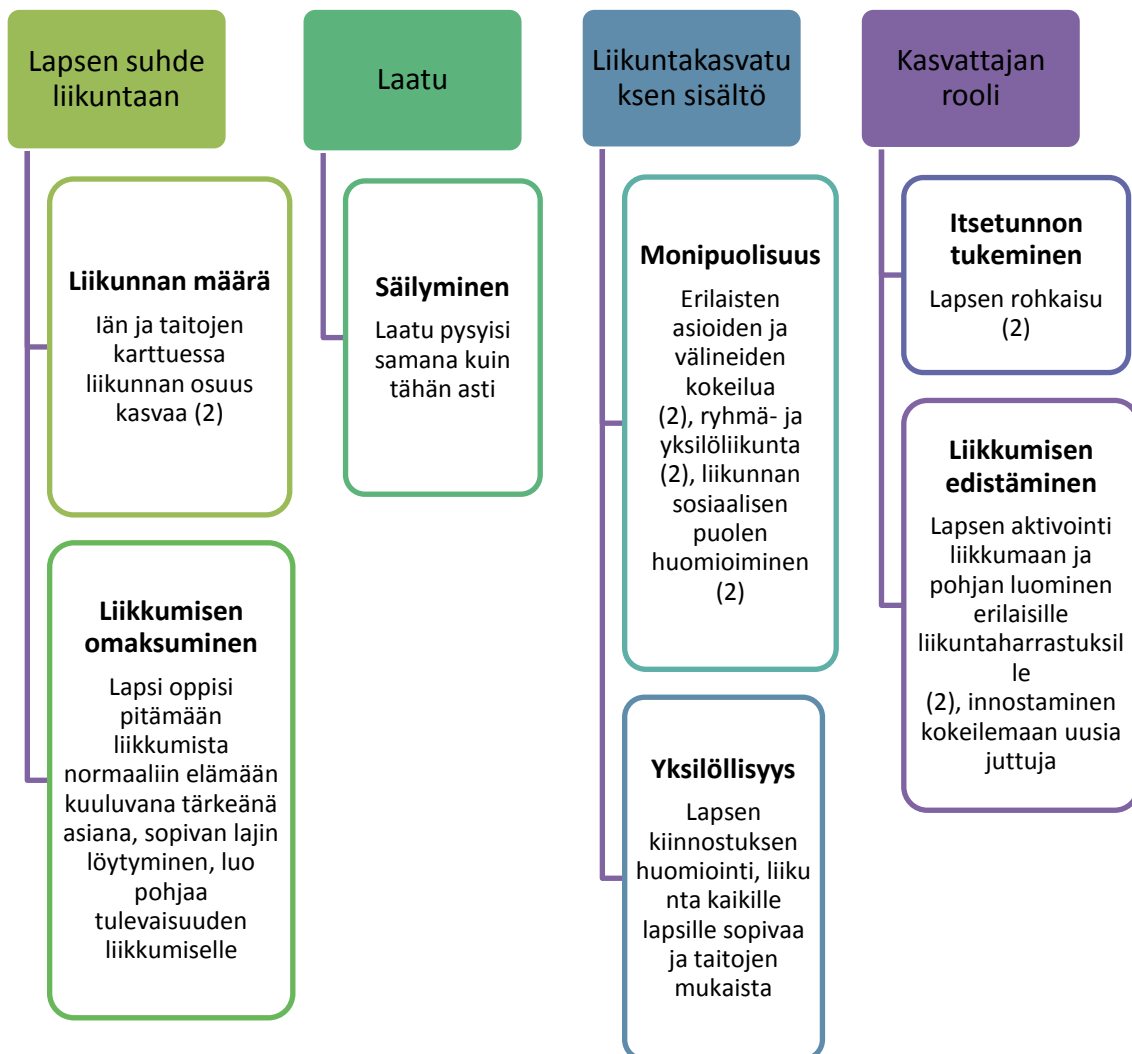 Lapsen suhde
liikuntaan
Liikunnan määrä
Iän ja taitojen
karttuessa
liikunnan osuus
kasvaa (2)
Liikkumisen
omaksuminen
Lapsi oppisi
pitämään
liikkumista
normaaliin elämään
kuuluvana tärkeänä
asiana, sopivan lajin
löytyminen, luo
pohjaa
tulevaisuuden
liikkumiselle
Laatu
Säilyminen
Laatu pysyisi
samana kuin
tähän asti
Liikuntakasvatu
ksen sisältö
Monipuolisuus
Erilaisten
asioiden ja
välineiden
kokeilua
(2), ryhmä- ja
yksilöliikunta
(2), liikunnan
sosiaalisen
puolen
huomioiminen
(2)
Yksilöllisyys
Lapsen
kiinnostuksen
huomiointi, liiku
nta kaikille
lapsille sopivaa
ja taitojen
mukaista
Kasvattajan
rooli
Itsetunnon
tukeminen
Lapsen rohkaisu
(2)
Liikkumisen
edistäminen
Lapsen aktivointi
liikkumaan ja
pohjan luominen
erilaisille
liikuntaharrastuksil
le
(2), innostaminen
kokeilemaan uusia
juttuja